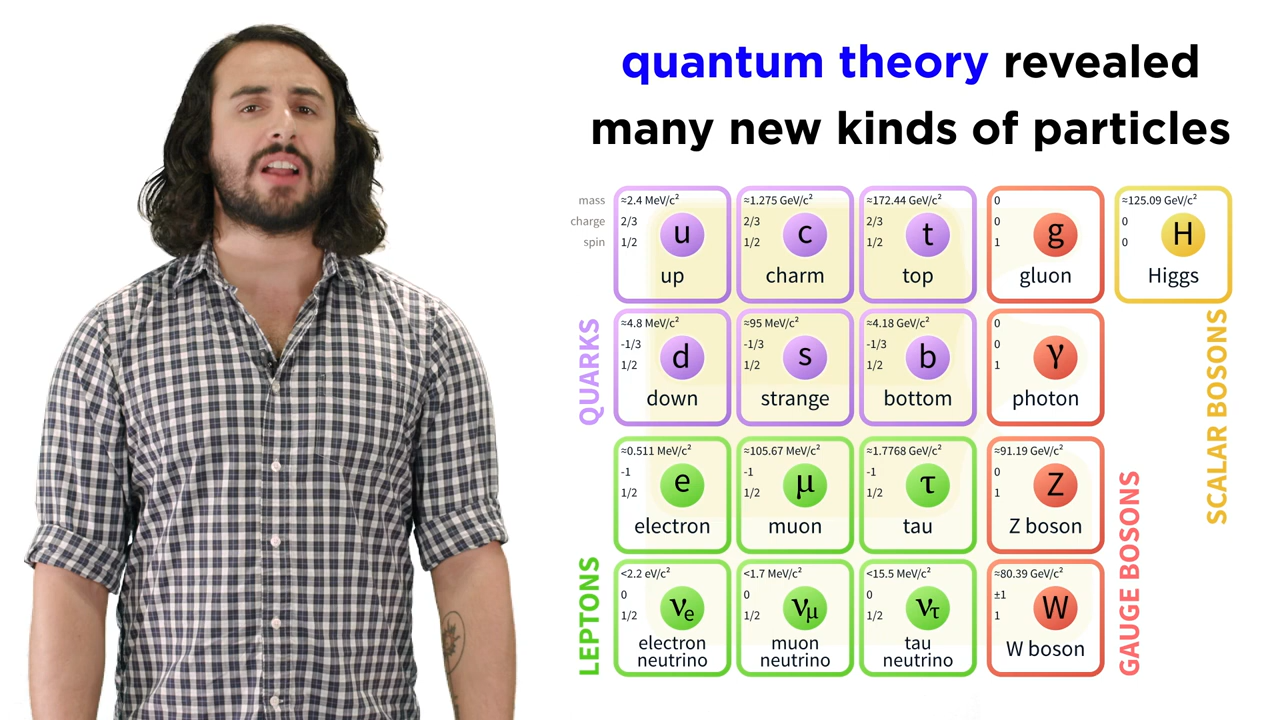 quantum theory revealed
many new kinds of particles
mass
charge
spin
≈2.4 MeV/c²
2/3
1/2
u
up
≈1.275 GeV/c²
2/3
1/2
c
charm
≈172.44 GeV/c²
2/3
1/2
t
top
0
0
1
g
gluon
≈125.09 GeV/c²
0
0
H
Higgs
QUARKS
≈4.8 MeV/c²
-1/3
1/2
d
down
≈95 MeV/c²
-1/3
1/2
s
strange
≈4.18 GeV/c²
-1/3
1/2
b
bottom
0
0
1
γ
photon
SCALAR BOSONS
≈0.511 MeV/c²
-1
1/2
e
electron
≈105.67 MeV/c²
-1
1/2
μ
muon
≈1.7768 GeV/c²
-1
1/2
τ
tau
≈91.19 GeV/c²
0
1
Z
Z boson
GAUGE BOSONS
LEPTONS
<2.2 eV/c²
0
1/2
νe
electron
neutrino
<1.7 MeV/c²
0
1/2
νμ
muon
neutrino
<15.5 MeV/c²
0
1/2
ντ
tau
neutrino
≈80.39 GeV/c²
±1
1
W
W boson